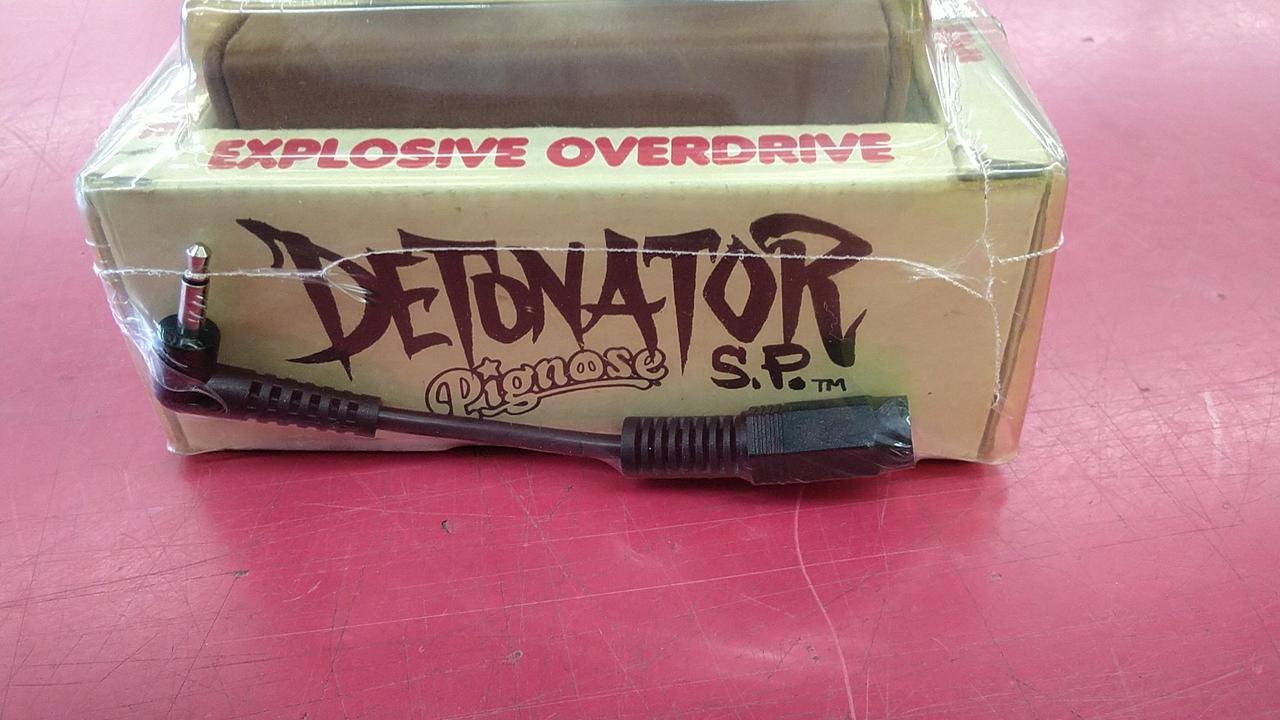 EXPLOSIVE OVERDRIVE
DETONATOR
Pignose S.P.™